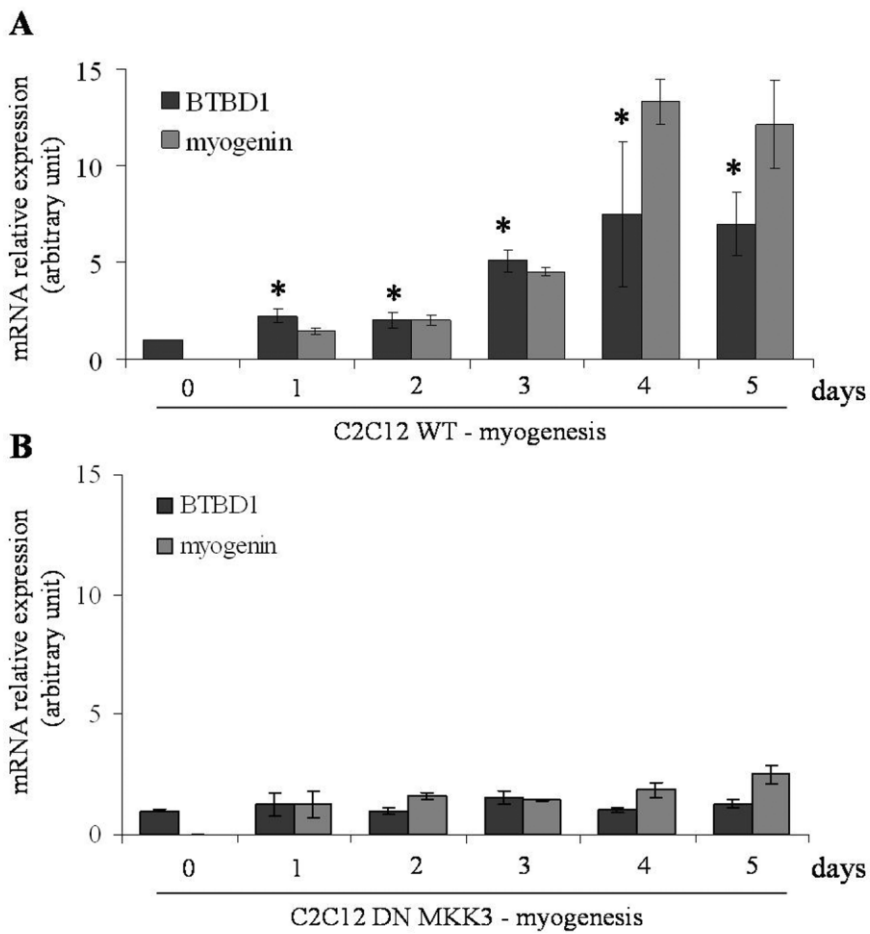 A
mRNA relative expression
(arbitrary unit)
15
10
5
0
BTBD1
myogenin
*
*
*
*
*
0 1 2 3 4 5 days
C2C12 WT - myogenesis
B
mRNA relative expression
(arbitrary unit)
15
10
5
0
BTBD1
myogenin
0 1 2 3 4 5 days
C2C12 DN MKK3 - myogenesis